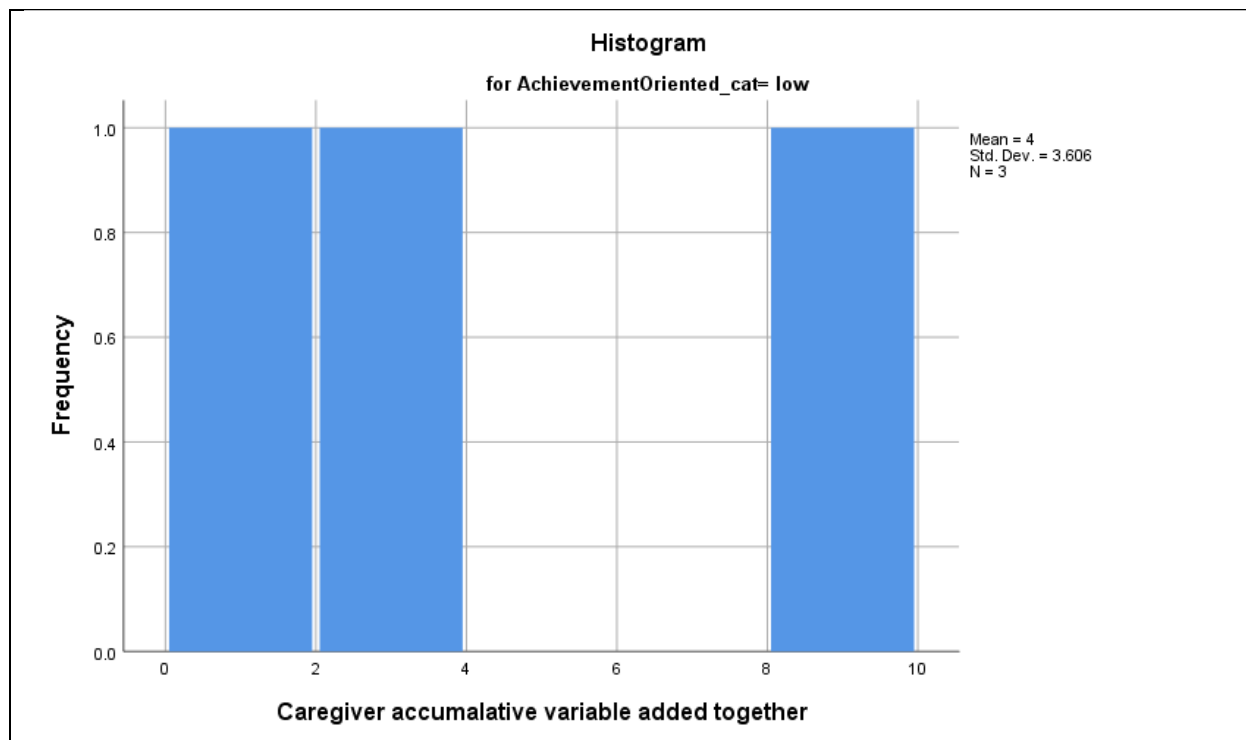 Histogram
for AchievementOriented_cat= low
1.0
0.8
0.6
0.4
0.2
0.0
Frequency
0 2 4 6 8 10
Caregiver accumalative variable added together
Mean = 4
Std. Dev. = 3.606
N = 3